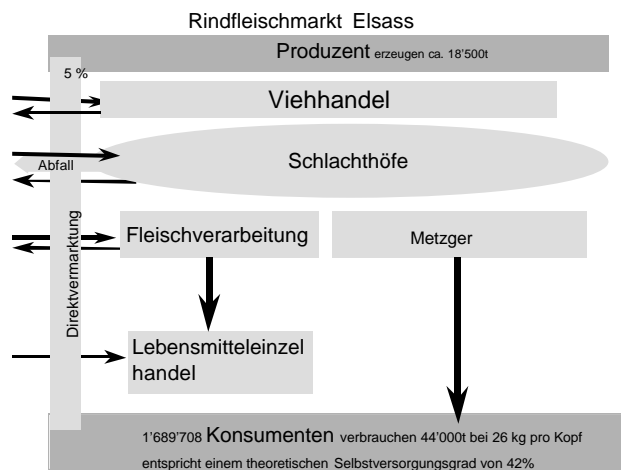 Rindfleischmarkt Elsass
Produzent erzeugen ca. 18'500t
5 %
Viehhandel
Schlachthöfe
Abfall
Direktvermarktung
Fleischverarbeitung
Metzger
Lebensmitteleinzel
handel
1'689'708 Konsumenten verbrauchen 44'000t bei 26 kg pro Kopf
entspricht einem theoretischen Selbstversorgungsgrad von 42%